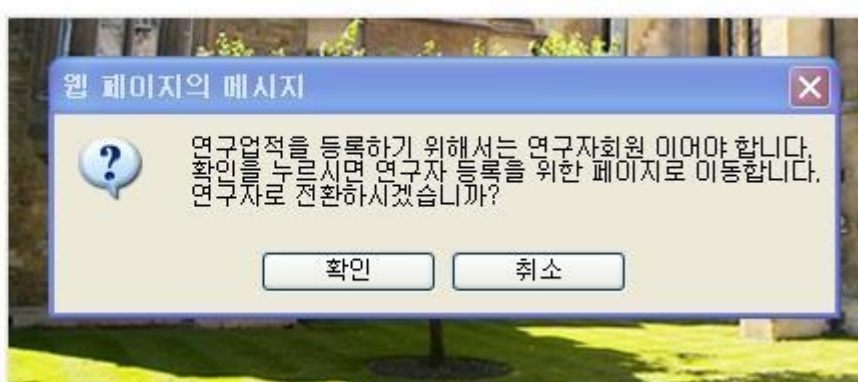 웹 페이지의 메시지
연구업적을 등록하기 위해서는 연구자회원 이어야 합니다.
확인을 누르시면 연구자 등록을 위한 페이지로 이동합니다.
연구자로 전환하시겠습니까?
확인
취소